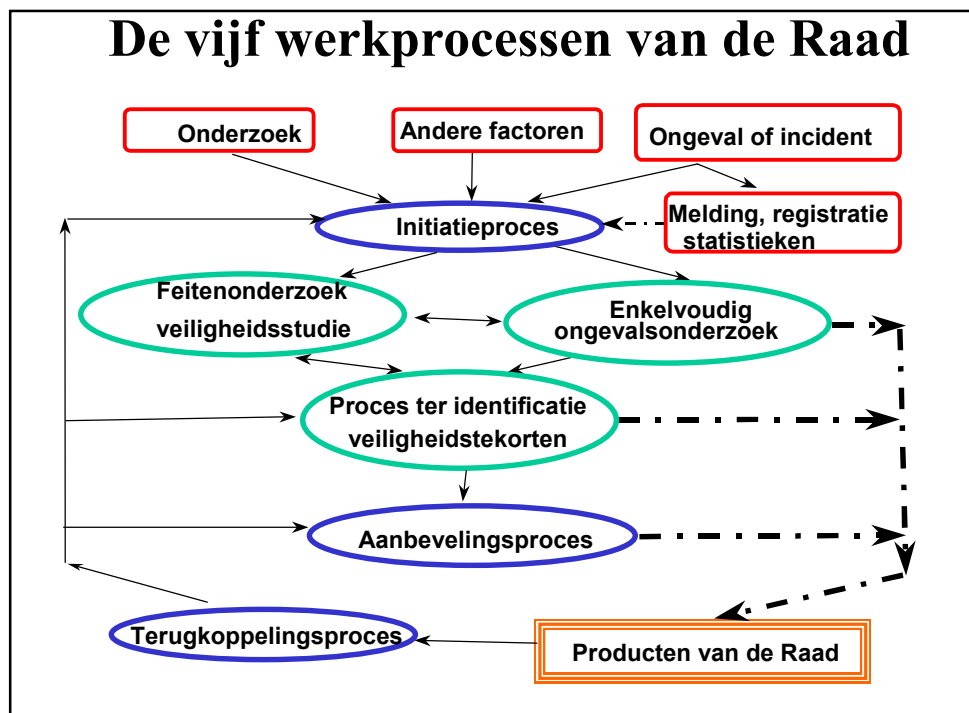 De vijf werkprocessen van de Raad
Onderzoek
Andere factoren
Ongeval of incident
Melding, registratie
statistieken
Initiatieproces
Feitenonderzoek
veiligheidsstudie
Enkelvoudig
ongevalsonderzoek
Proces ter identificatie
veiligheidstekorten
Aanbevelingsproces
Terugkoppelingsproces
Producten van de Raad